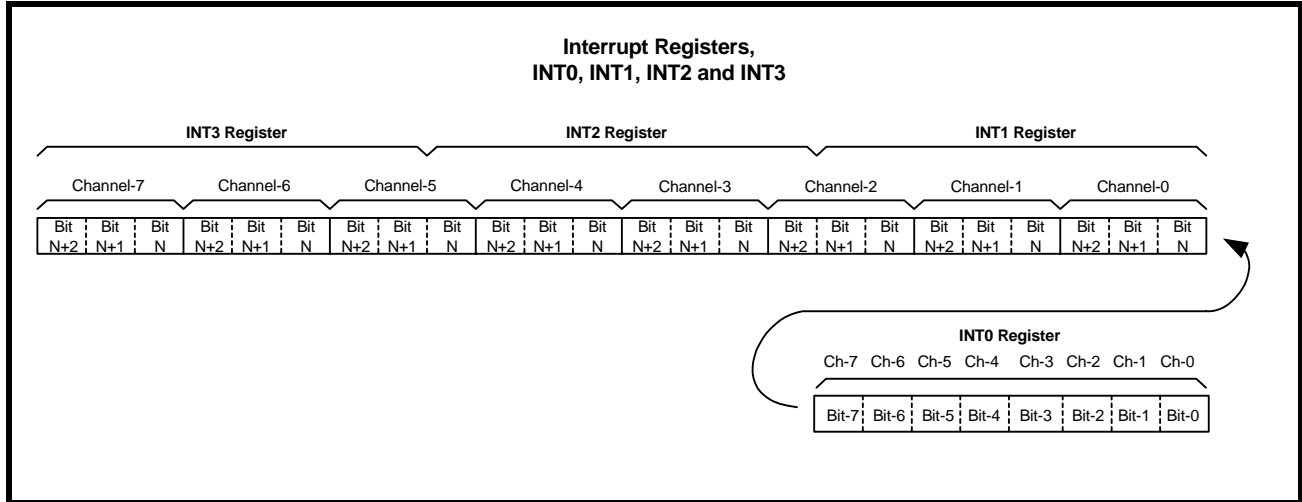 Interrupt Registers,
INT0, INT1, INT2 and INT3
INT3 Register INT2 Register INT1 Register
Channel-7 Channel-6 Channel-5 Channel-4 Channel-3 Channel-2 Channel-1 Channel-0
Bit Bit Bit Bit Bit Bit Bit Bit Bit Bit Bit Bit Bit Bit Bit Bit Bit Bit Bit Bit Bit Bit Bit Bit
N+2 N+1 N N+2 N+1 N N+2 N+1 N N+2 N+1 N N+2 N+1 N N+2 N+1 N N+2 N+1 N N+2 N+1 N
INT0 Register
Ch-7 Ch-6 Ch-5 Ch-4 Ch-3 Ch-2 Ch-1 Ch-0
Bit-7 Bit-6 Bit-5 Bit-4 Bit-3 Bit-2 Bit-1 Bit-0